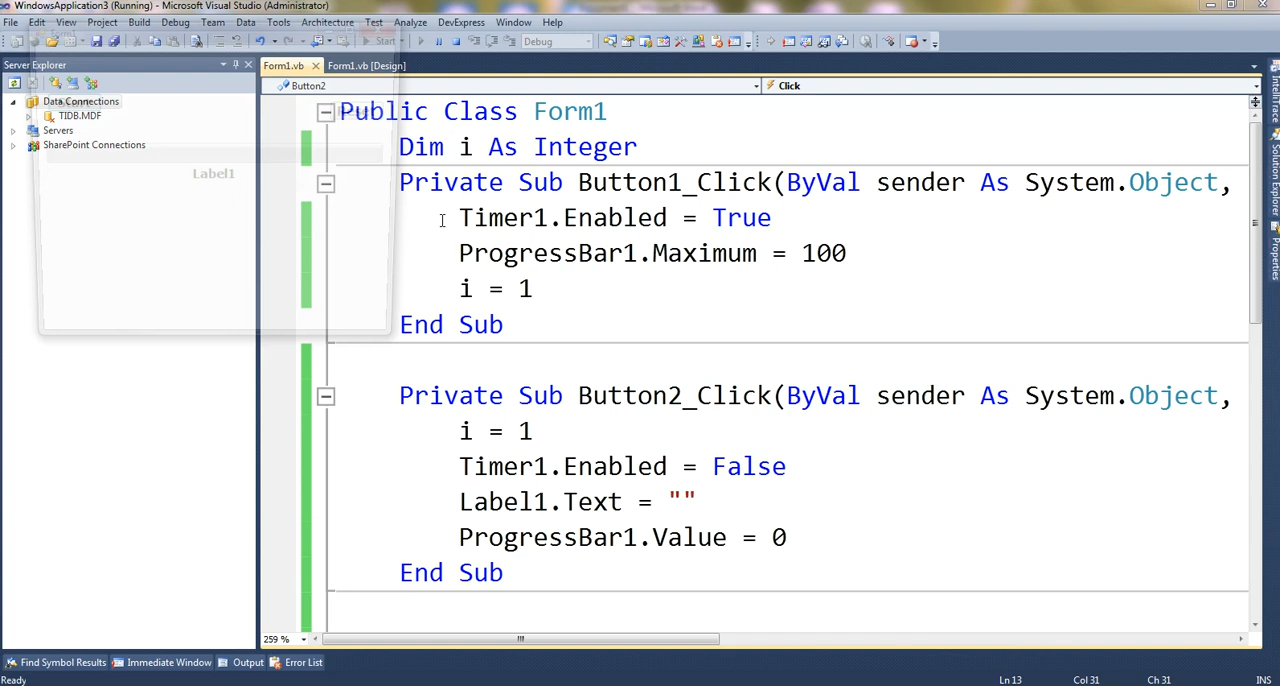 WindowsApplication3 (Running) - Microsoft Visual Studio (Administrator)
File Edit View Project Build Debug Team Data Tools Architecture Test Analyze DevExpress Window Help
Start Debug
Server Explorer
Form1.vb Form1.vb [Design]
Button2 Click
Data Connections
TIDB.MDF
Servers
SharePoint Connections
Label1
Public Class Form1
Dim i As Integer
Private Sub Button1_Click(ByVal sender As System.Object,
Timer1.Enabled = True
ProgressBar1.Maximum = 100
i = 1
End Sub
Private Sub Button2_Click(ByVal sender As System.Object,
i = 1
Timer1.Enabled = False
Label1.Text = ""
ProgressBar1.Value = 0
End Sub
259 %
IntelliTrace
Solution Explorer
Properties
Find Symbol Results Immediate Window Output Error List
Ready Ln 13 Col 31 Ch 31 INS